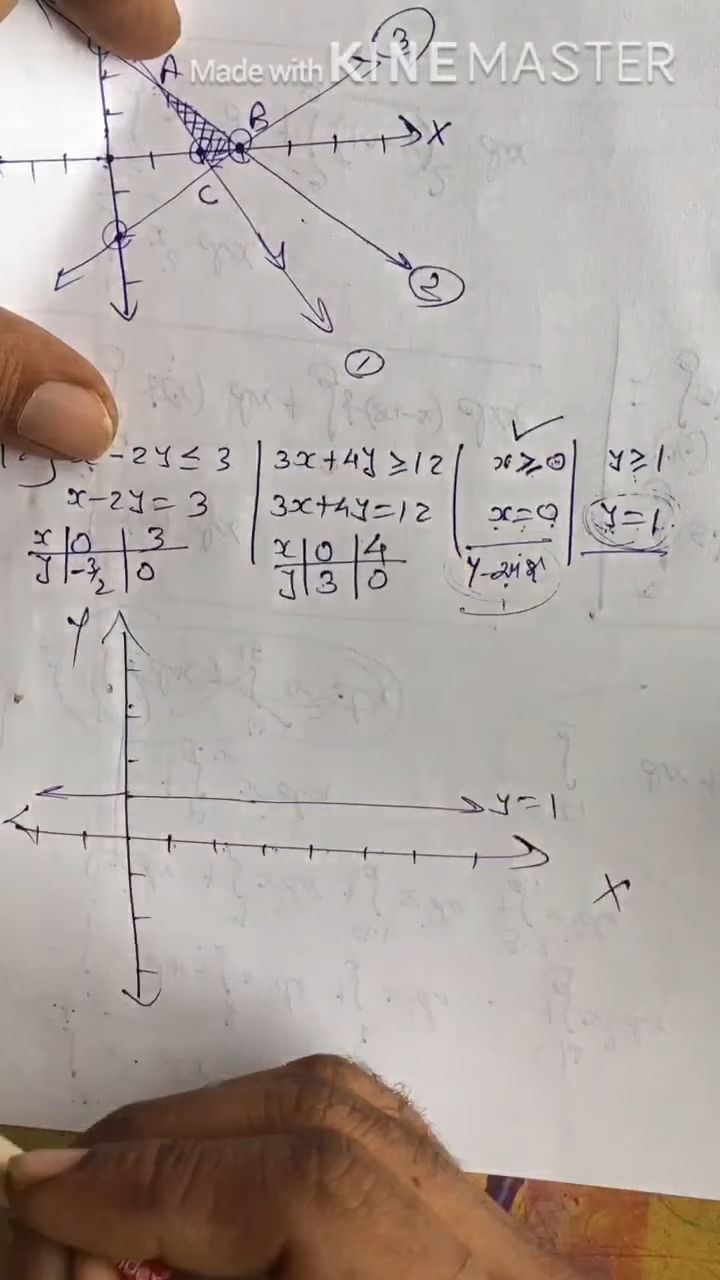 3
Made with KINEMASTER
A
B
X
C
2
1
-2y ≤ 3 | 3x+4y ≥ 12 | x ≥ 0 | y ≥ 1
x-2y = 3 | 3x+4y = 12 | x = 0 | y = 1
x | 0 | 3
y | -3/2 | 0
x | 0 | 4
y | 3 | 0
Y
y = 1
X